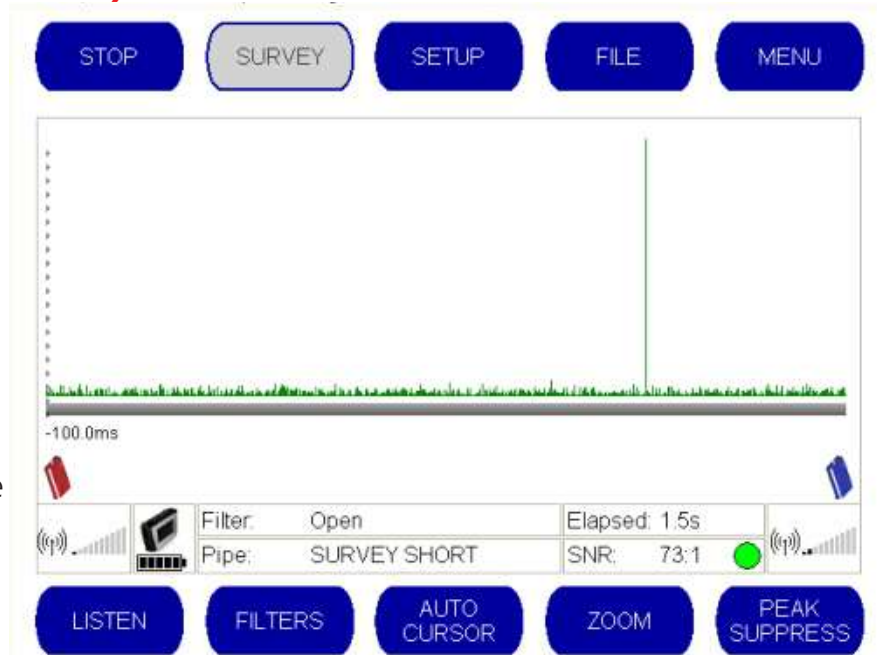 STOP SURVEY SETUP FILE MENU
-100.0ms
e
Filter: Open Elapsed: 1.5s
Pipe: SURVEY SHORT SNR: 73:1
LISTEN FILTERS AUTO CURSOR ZOOM PEAK SUPPRESS